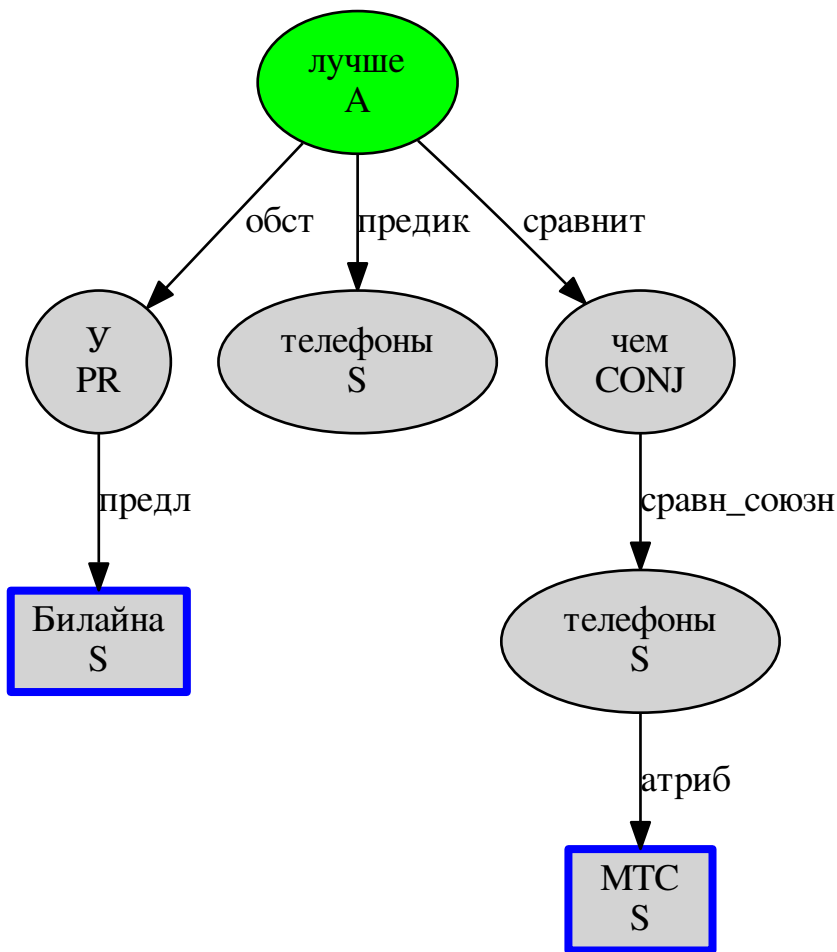 лучше
A
обст
предик
сравнит
У
PR
телефоны
S
чем
CONJ
предл
сравн_союзн
Билайна
S
телефоны
S
атриб
МТС
S